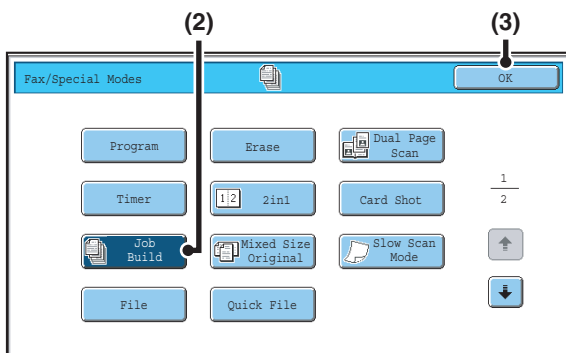 (2) (3)
Fax/Special Modes OK
Program Erase Dual Page
Scan
Timer 1 2 2in1 Card Shot 1
2
Job
Build Mixed Size
Original Slow Scan
Mode
File Quick File